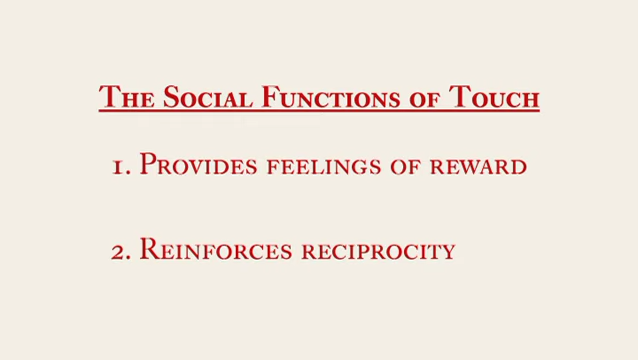 The Social Functions of Touch
1. Provides feelings of reward
2. Reinforces reciprocity